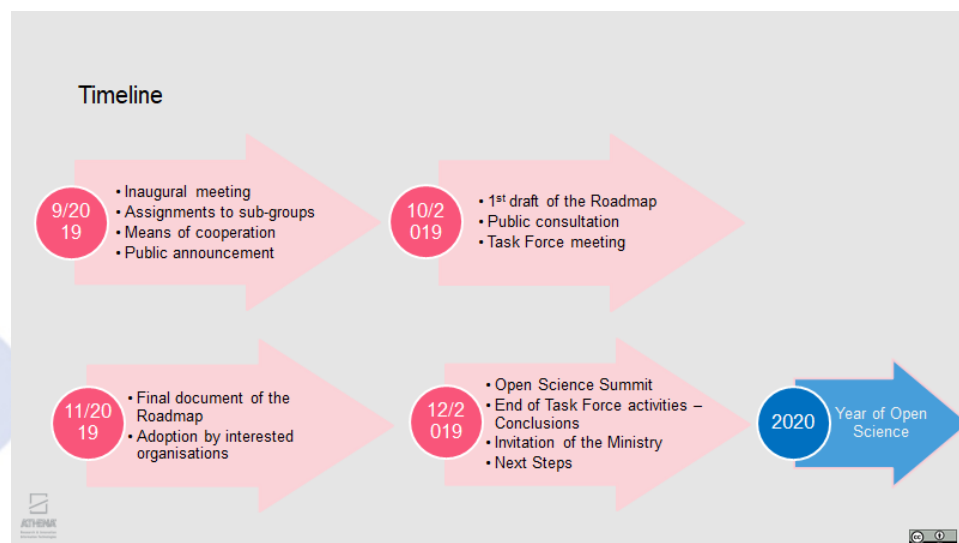 Timeline
9/20
19
• Inaugural meeting
• Assignments to sub-groups
• Means of cooperation
• Public announcement
10/2
019
• 1st draft of the Roadmap
• Public consultation
• Task Force meeting
11/20
19
• Final document of the
Roadmap
• Adoption by interested
organisations
12/2
019
• Open Science Summit
• End of Task Force activities –
Conclusions
• Invitation of the Ministry
• Next Steps
2020
Year of Open
Science
ATHENA
cc